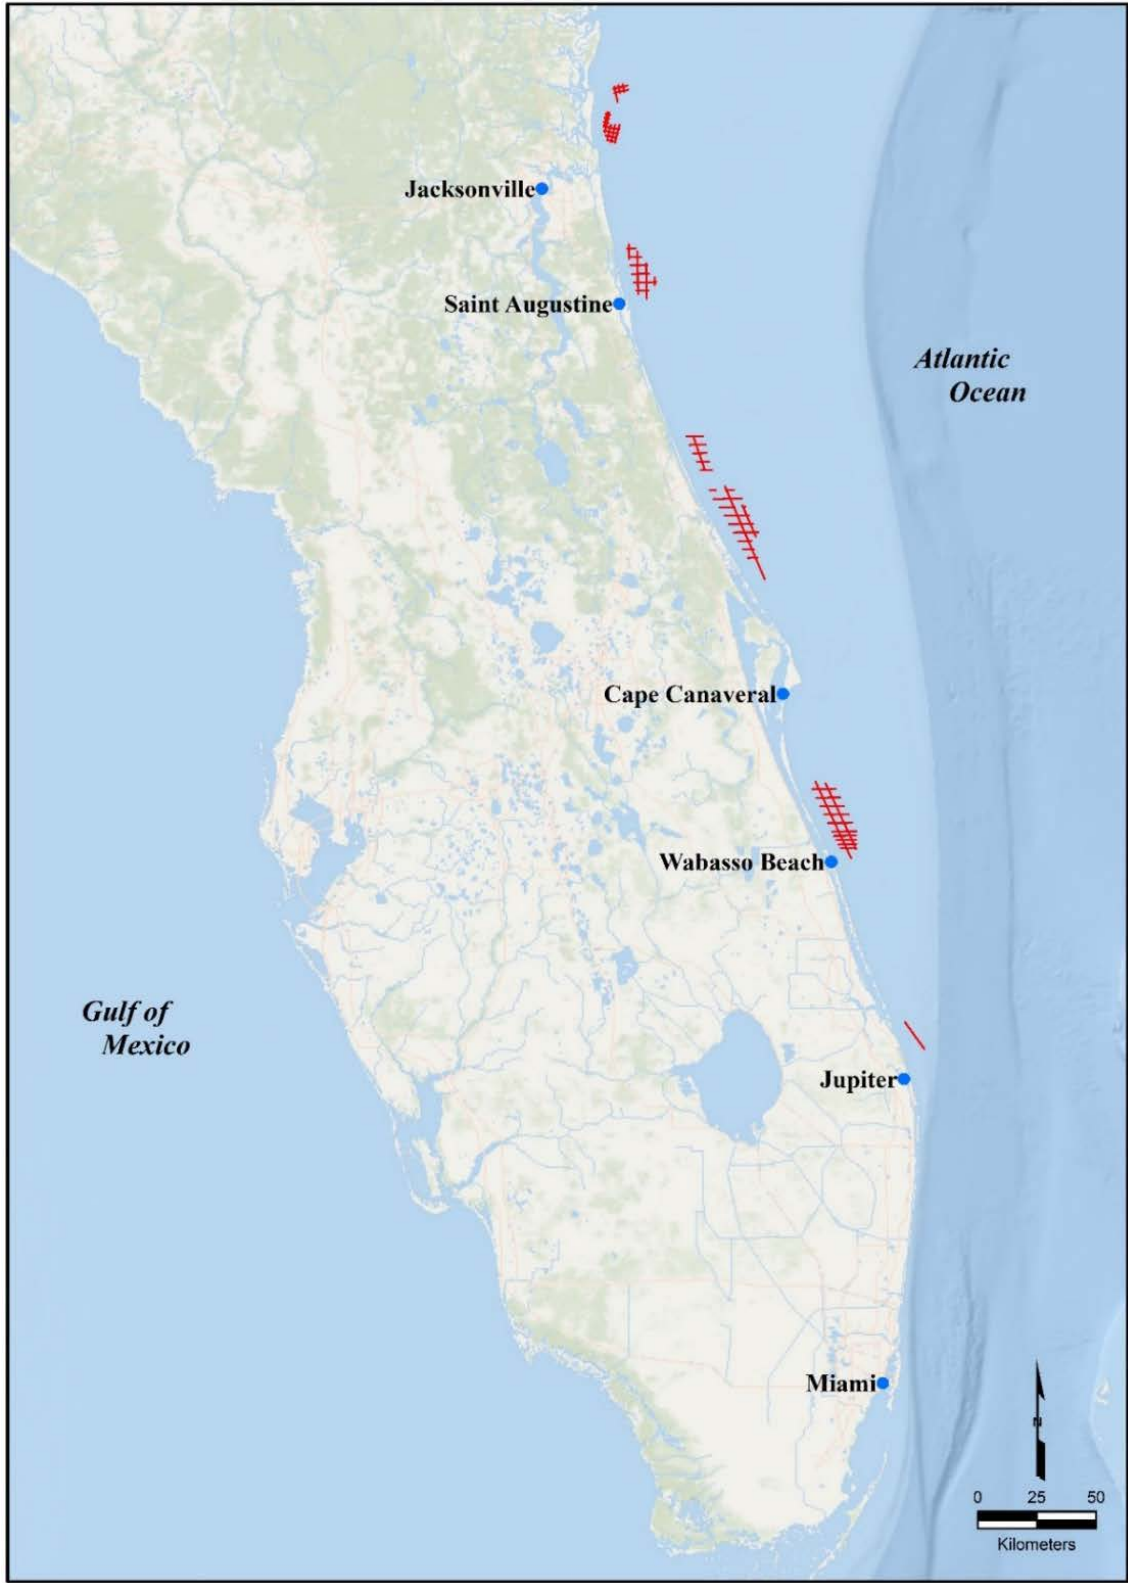 Jacksonville
Saint Augustine
Atlantic
Ocean
Cape Canaveral
Wabasso Beach
Gulf of
Mexico
Jupiter
Miami
N
0 25 50
Kilometers